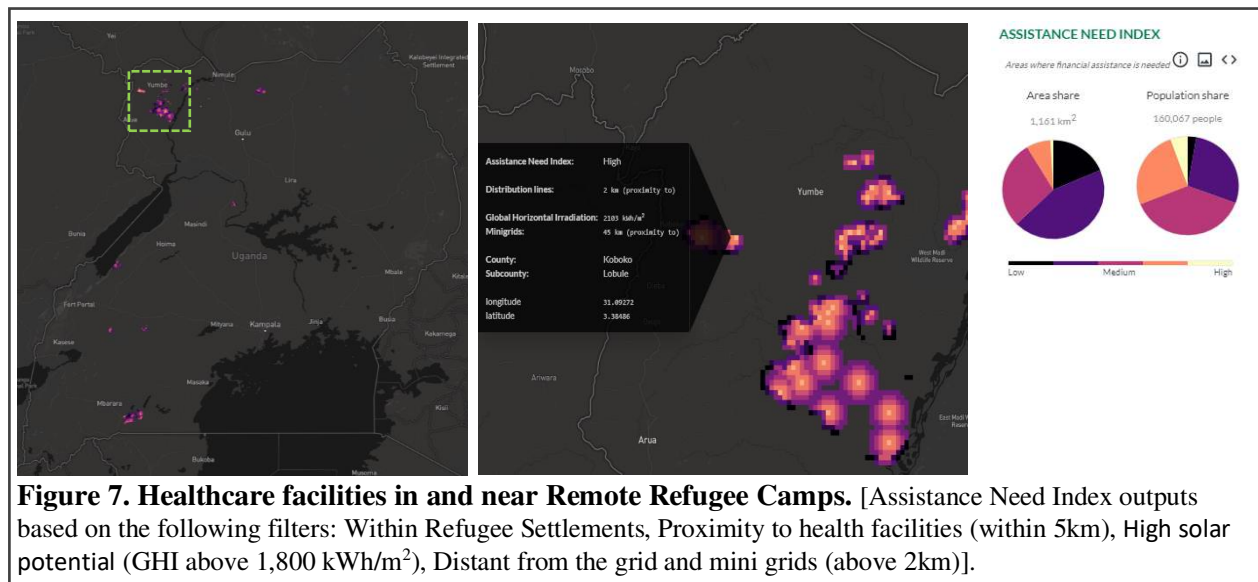 Yei
Kalobeyei Integrated
Settlement
Nimule
Yumbe
Arua
Gulu
Lira
Masindi
Bunia
Hoima
Uganda
Mbale
Kitale
Fort Portal
Mityana
Kampala
Jinja
Busia
Kakamega
Kasese
Masaka
Mbarara
Kisii
Bukoba
Musoma
Morobo
Assistance Need Index: High
Distribution lines: 2 km (proximity to)
Global Horizontal Irradiation: 2103 kWh/m²
Minigrids: 45 km (proximity to)
County: Koboko
Subcounty: Lobule
longitude 31.09272
latitude 3.38486
Yumbe
West Madi
Wildlife Reserve
Anwara
Arua
East Madi W
Reserve
ASSISTANCE NEED INDEX
Areas where financial assistance is needed
Area share
1,161 km²
Population share
160,067 people
Low Medium High
Figure 7. Healthcare facilities in and near Remote Refugee Camps. [Assistance Need Index outputs
based on the following filters: Within Refugee Settlements, Proximity to health facilities (within 5km), High solar
potential (GHI above 1,800 kWh/m²), Distant from the grid and mini grids (above 2km)].